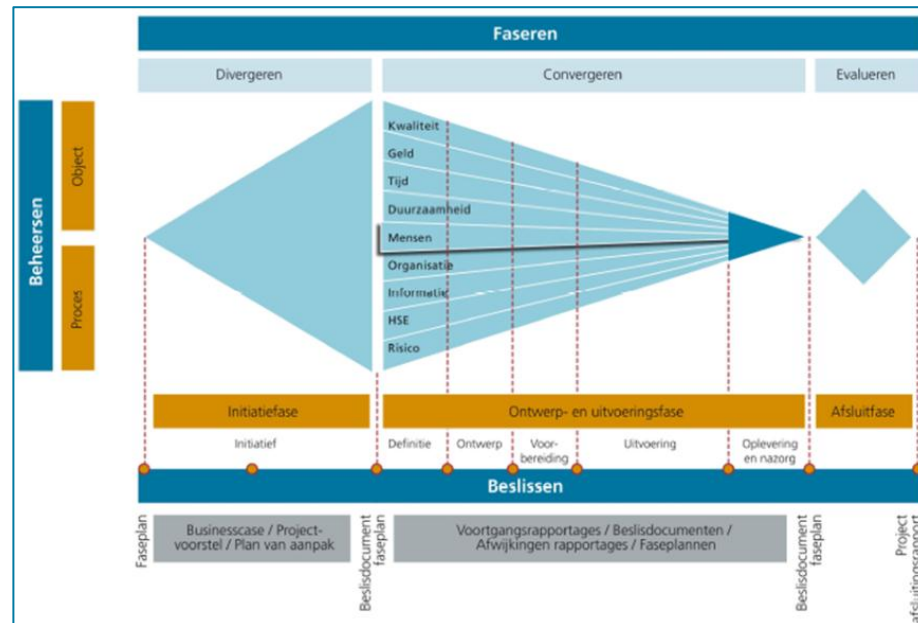 Faseren
Divergeren
Convergeren
Evalueren
Beheersen
Object
Proces
Kwaliteit
Geld
Tijd
Duurzaamheid
Mensen
Organisatie
Informatie
HSE
Risico
Initiatiefase
Ontwerp- en uitvoeringsfase
Afsluitfase
Initiatief
Definitie
Ontwerp
Voor-
bereiding
Uitvoering
Oplevering
en nazorg
Beslissen
Faseplan
Businesscase / Project-
voorstel / Plan van aanpak
Beslisdocument
faseplan
Voortgangsrapportages / Beslisdocumenten /
Afwijkingen rapportages / Faseplannen
Beslisdocument
faseplan
Project
afsluitingsrapport